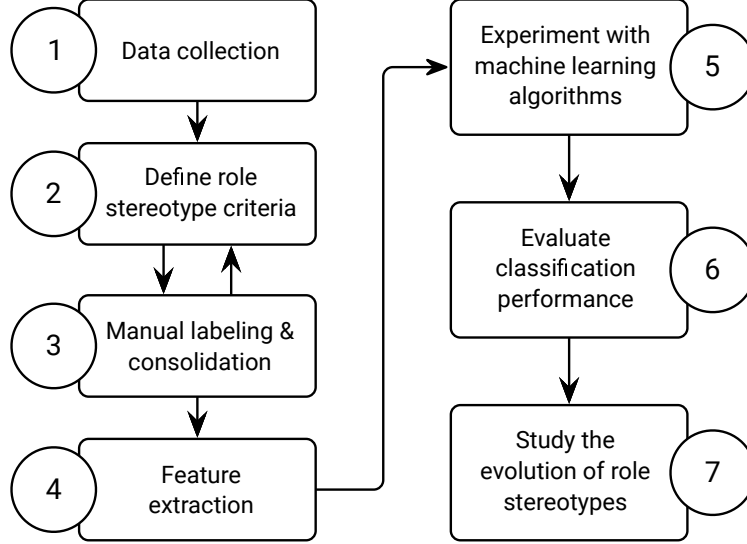 1
Data collection
2
Define role
stereotype criteria
3
Manual labeling &
consolidation
4
Feature
extraction
5
Experiment with
machine learning
algorithms
6
Evaluate
classification
performance
7
Study the
evolution of role
stereotypes